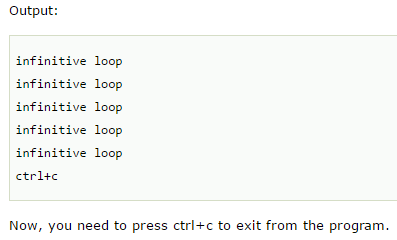 Output:
infinitive loop
infinitive loop
infinitive loop
infinitive loop
infinitive loop
ctrl+c
Now, you need to press ctrl+c to exit from the program.